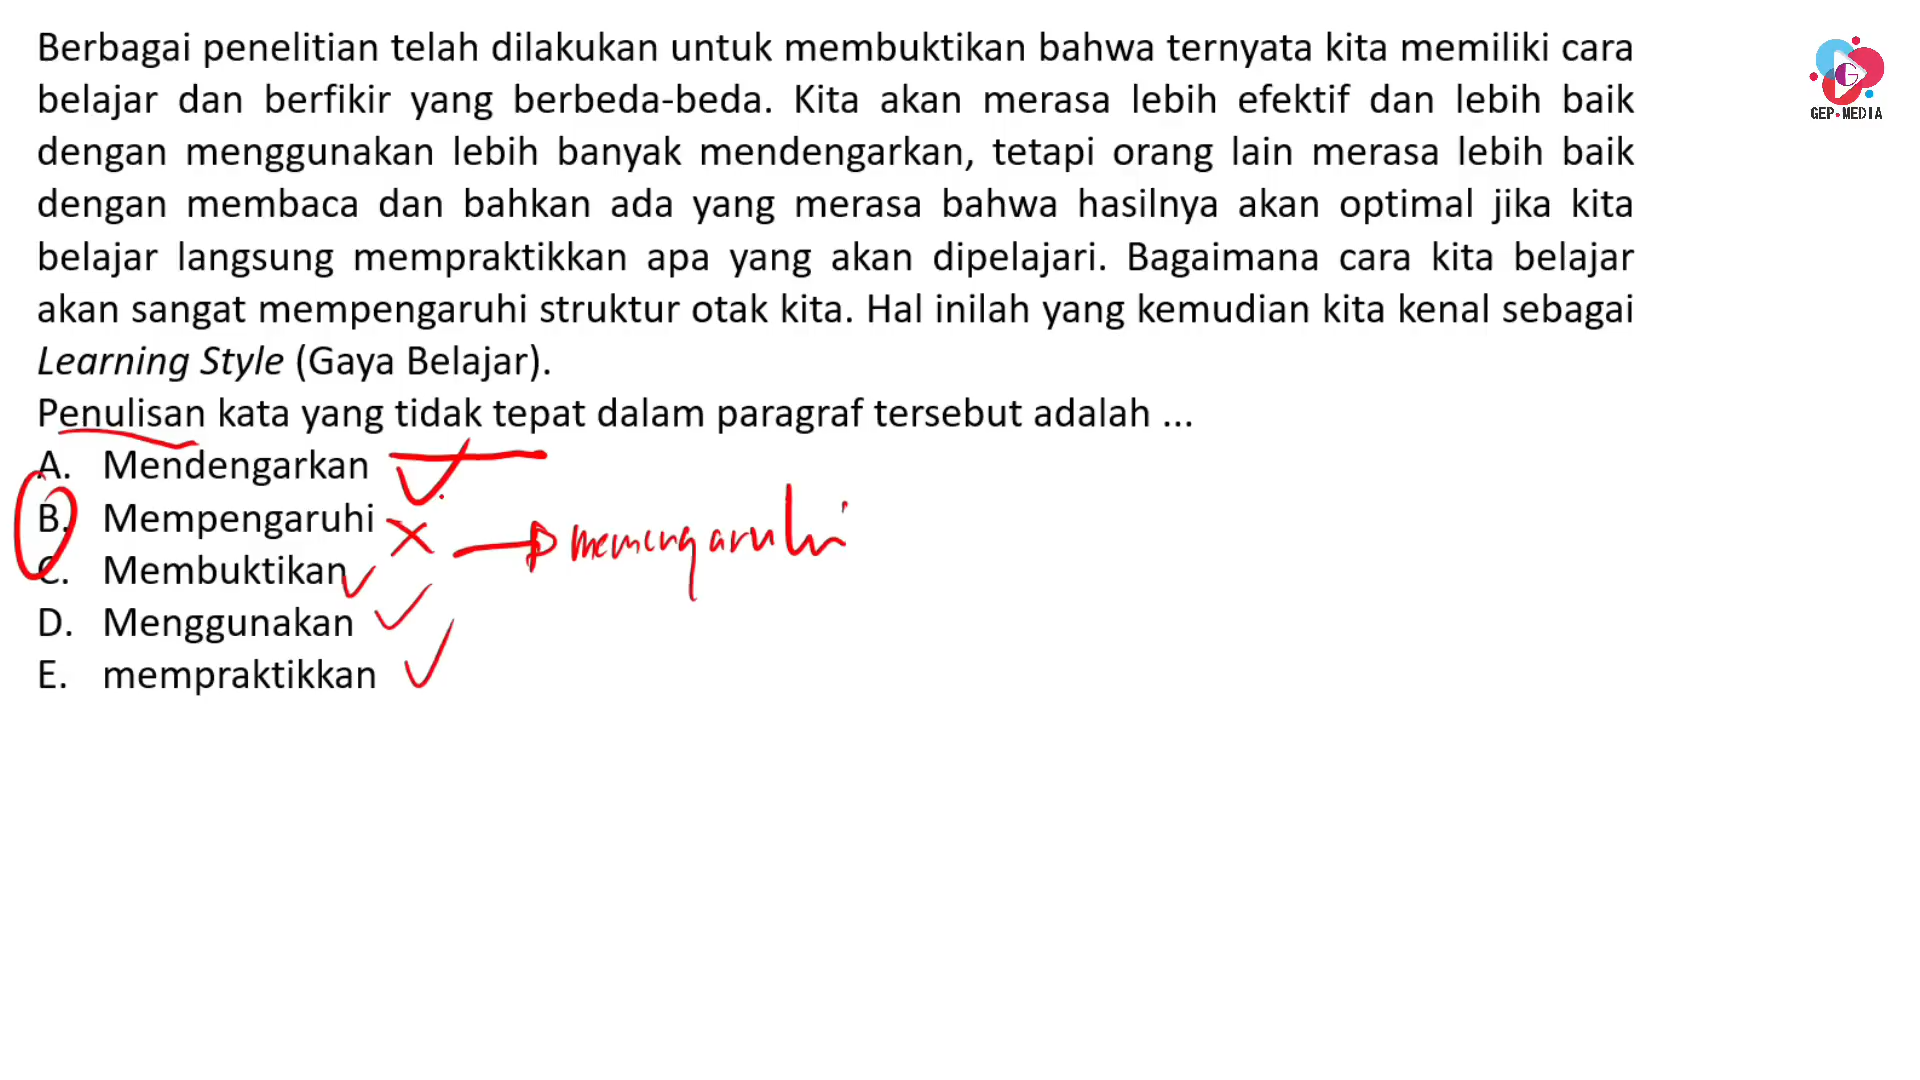 Berbagai penelitian telah dilakukan untuk membuktikan bahwa ternyata kita memiliki cara
belajar dan berfikir yang berbeda-beda. Kita akan merasa lebih efektif dan lebih baik
dengan menggunakan lebih banyak mendengarkan, tetapi orang lain merasa lebih baik
dengan membaca dan bahkan ada yang merasa bahwa hasilnya akan optimal jika kita
belajar langsung mempraktikkan apa yang akan dipelajari. Bagaimana cara kita belajar
akan sangat mempengaruhi struktur otak kita. Hal inilah yang kemudian kita kenal sebagai
Learning Style (Gaya Belajar).
Penulisan kata yang tidak tepat dalam paragraf tersebut adalah ...
A. Mendengarkan
B. Mempengaruhi
memengaruhi
C. Membuktikan
D. Menggunakan
E. mempraktikkan
G
GEP•MEDIA